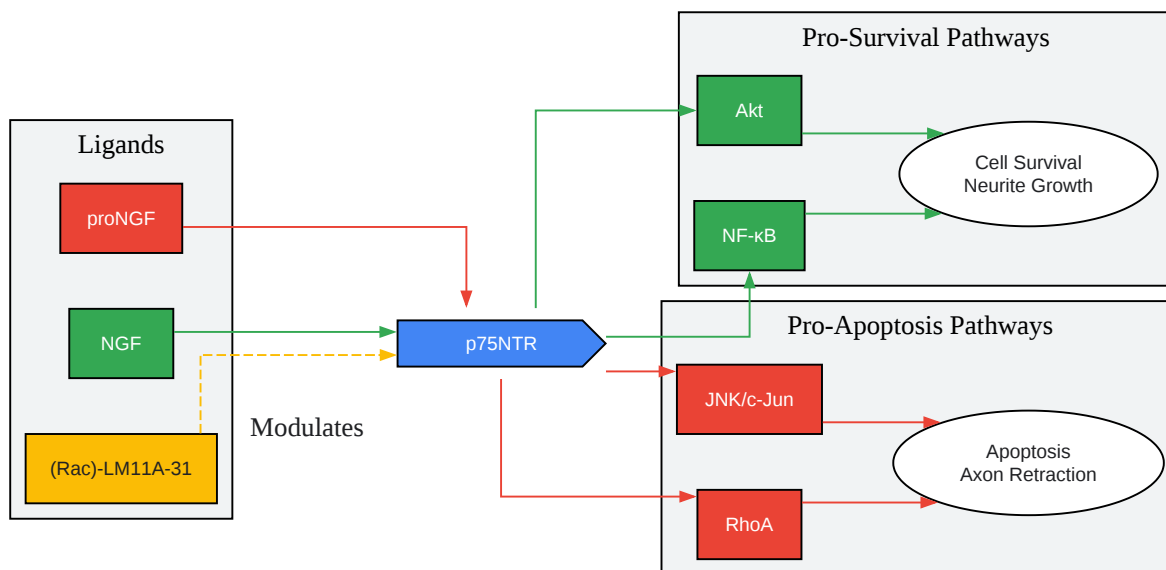 Ligands
proNGF
NGF
(Rac)-LM11A-31
Modulates
p75NTR
Pro-Survival Pathways
Akt
NF-κB
Cell Survival
Neurite Growth
Pro-Apoptosis Pathways
JNK/c-Jun
RhoA
Apoptosis
Axon Retraction